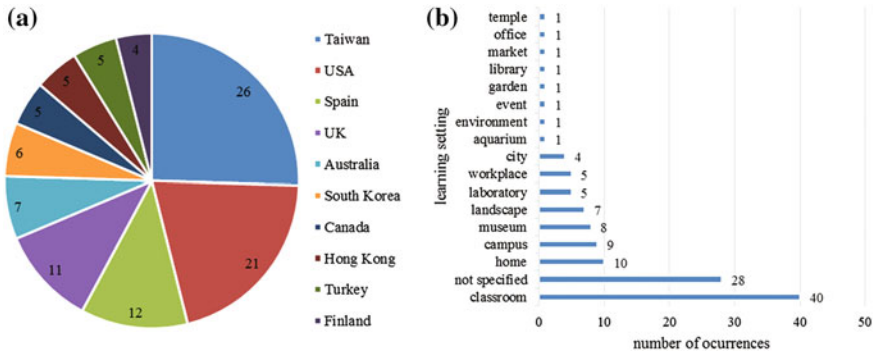 (a)
4
5
5
5
6
7
11
12
21
26
Taiwan
USA
Spain
UK
Australia
South Korea
Canada
Hong Kong
Turkey
Finland
(b)
learning setting
temple 1
office 1
market 1
library 1
garden 1
event 1
environment 1
aquarium 1
city 4
workplace 5
laboratory 5
landscape 7
museum 8
campus 9
home 10
not specified 28
classroom 40
0 10 20 30 40 50
number of ocurrences